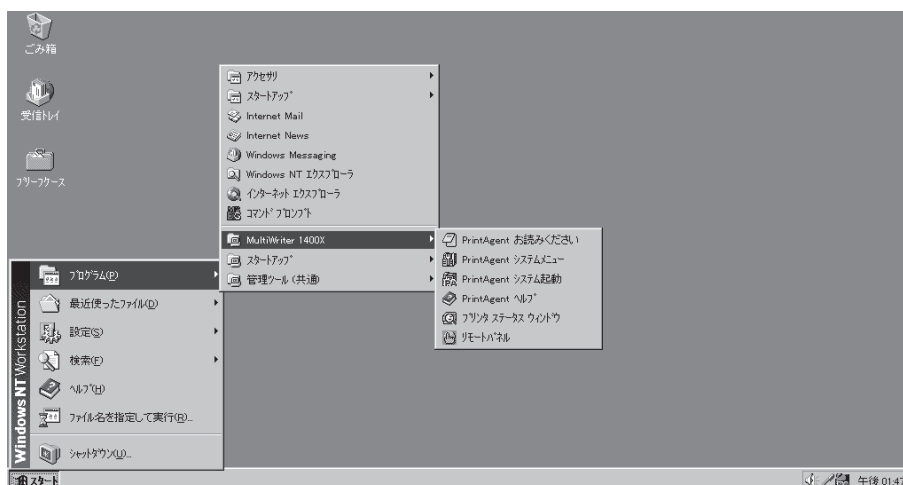 ごみ箱
受信トレイ
ブリーフケース
アクセサリ
スタートアップ
Internet Mail
Internet News
Windows Messaging
Windows NT エクスプローラ
インターネット エクスプローラ
コマンド プロンプト
MultiWriter 1400X
スタートアップ
管理ツール (共通)
PrintAgent お読みください
PrintAgent システムメニュー
PrintAgent システム起動
PrintAgent ヘルプ
プリンタ ステータス ウィンドウ
リモートパネル
Windows NT Workstation
プログラム(P)
最近使ったファイル(D)
設定(S)
検索(F)
ヘルプ(H)
ファイル名を指定して実行(R)...
シャットダウン(U)...
スタート
午後 01:47